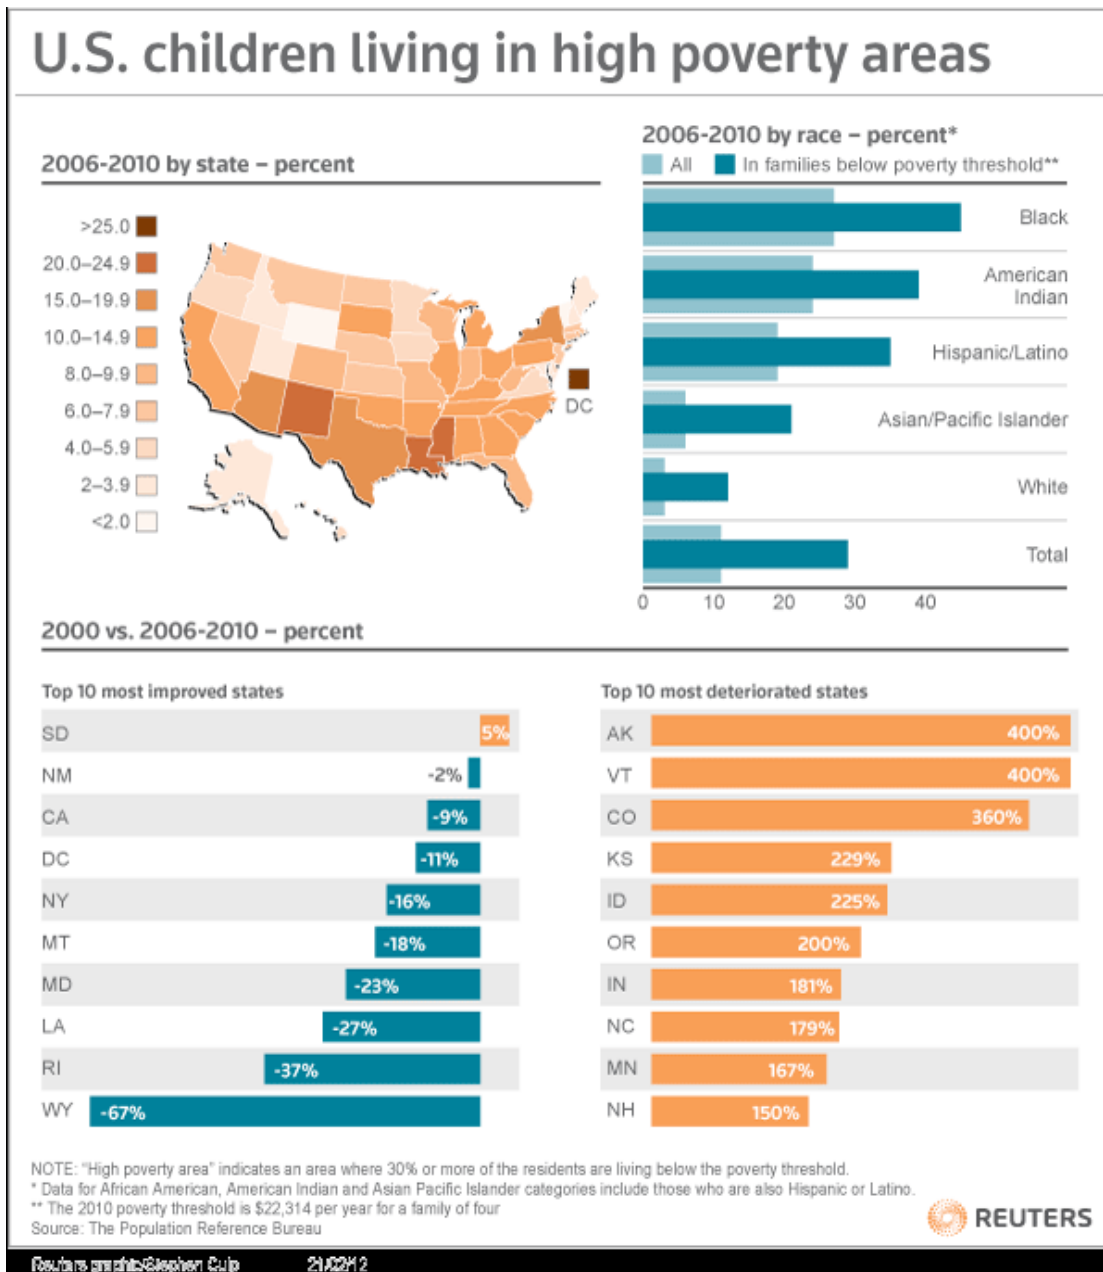 U.S. children living in high poverty areas
2006-2010 by state – percent
>25.0
20.0–24.9
15.0–19.9
10.0–14.9
8.0–9.9
6.0–7.9
4.0–5.9
2–3.9
<2.0
DC
2006-2010 by race – percent*
All In families below poverty threshold**
Black
American
Indian
Hispanic/Latino
Asian/Pacific Islander
White
Total
0 10 20 30 40
2000 vs. 2006-2010 – percent
Top 10 most improved states
SD 5%
NM -2%
CA -9%
DC -11%
NY -16%
MT -18%
MD -23%
LA -27%
RI -37%
WY -67%
Top 10 most deteriorated states
AK 400%
VT 400%
CO 360%
KS 229%
ID 225%
OR 200%
IN 181%
NC 179%
MN 167%
NH 150%
NOTE: "High poverty area" indicates an area where 30% or more of the residents are living below the poverty threshold.
* Data for African American, American Indian and Asian Pacific Islander categories include those who are also Hispanic or Latino.
** The 2010 poverty threshold is $22,314 per year for a family of four
Source: The Population Reference Bureau
REUTERS
Reuters graphic/Stephen Culp 21/02/12